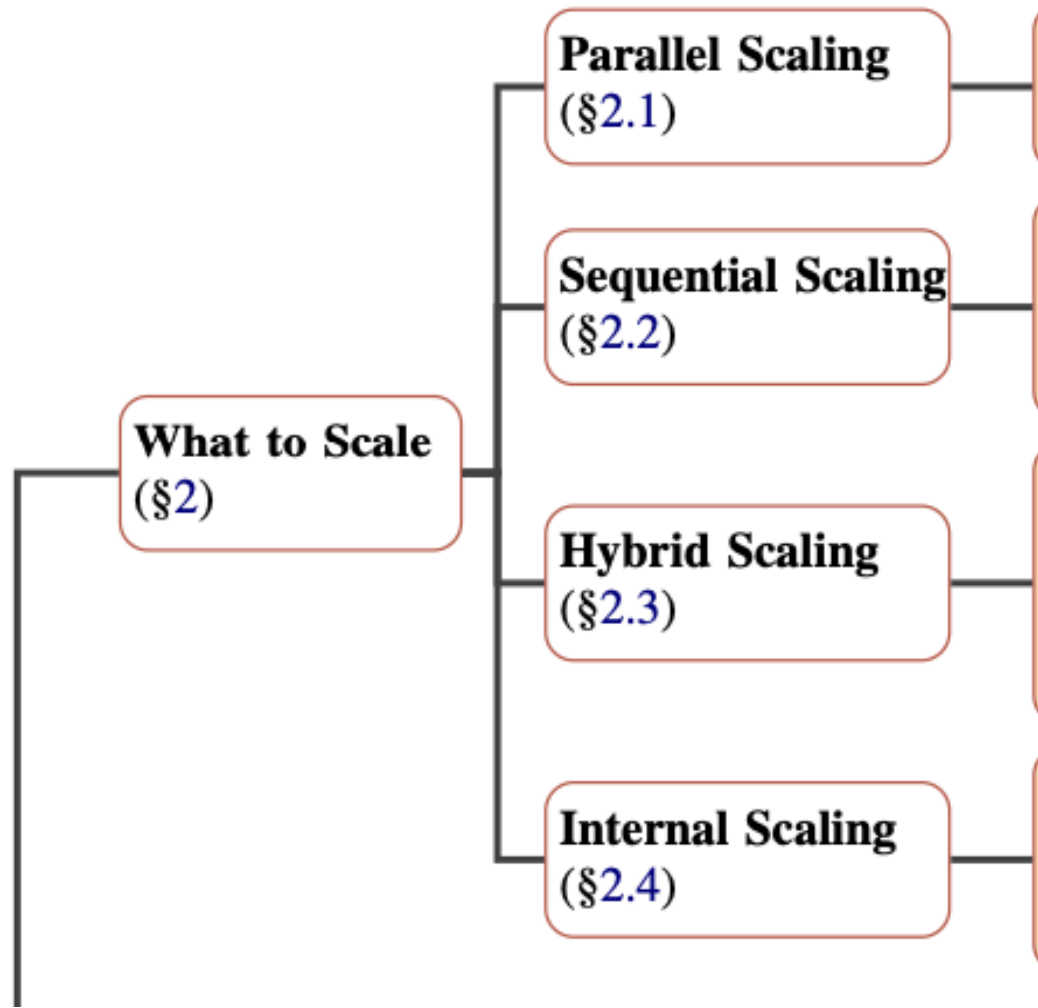 Parallel Scaling
(§2.1)
Sequential Scaling
(§2.2)
What to Scale
(§2)
Hybrid Scaling
(§2.3)
Internal Scaling
(§2.4)